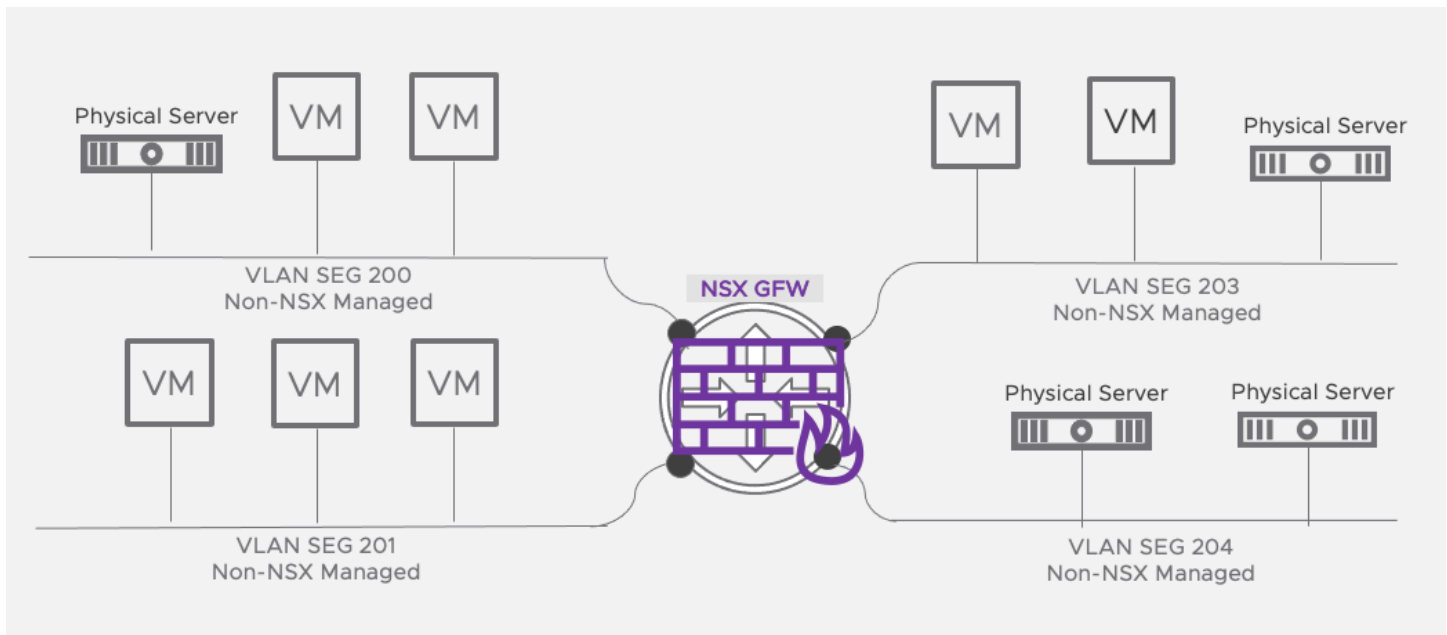 Physical Server
VM
VM
VLAN SEG 200
Non-NSX Managed
VM
VM
VM
VLAN SEG 201
Non-NSX Managed
NSX GFW
VM
VM
Physical Server
VLAN SEG 203
Non-NSX Managed
Physical Server
Physical Server
VLAN SEG 204
Non-NSX Managed